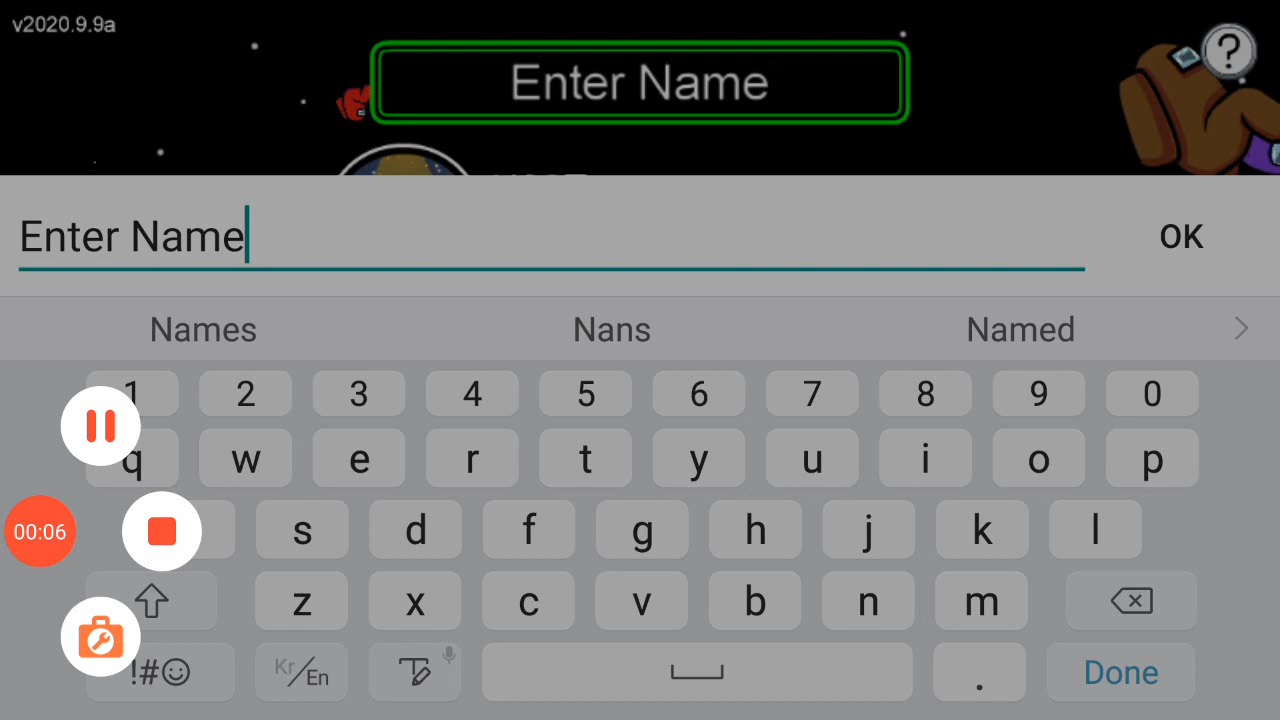 v2020.9.9a
?
Enter Name
Enter Name
OK
Names Nans Named
1 2 3 4 5 6 7 8 9 0
q w e r t y u i o p
00:06
s d f g h j k l
z x c v b n m
!#☺ Kr/En . Done